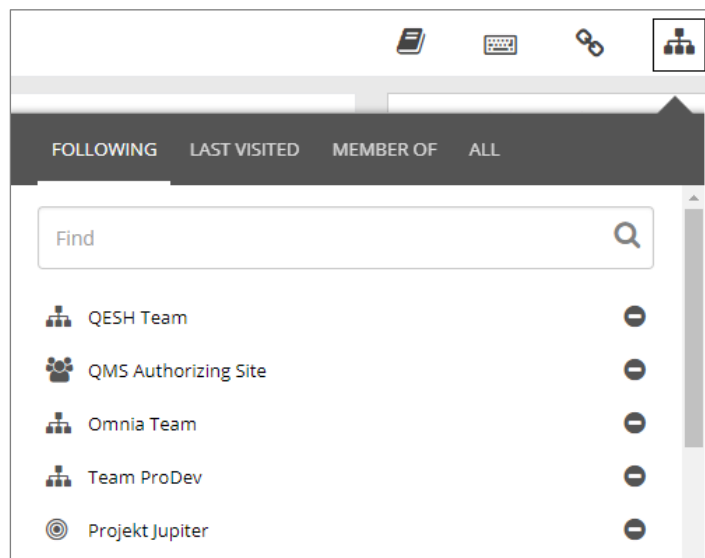 FOLLOWING LAST VISITED MEMBER OF ALL
Find
QESH Team
QMS Authorizing Site
Omnia Team
Team ProDev
Projekt Jupiter